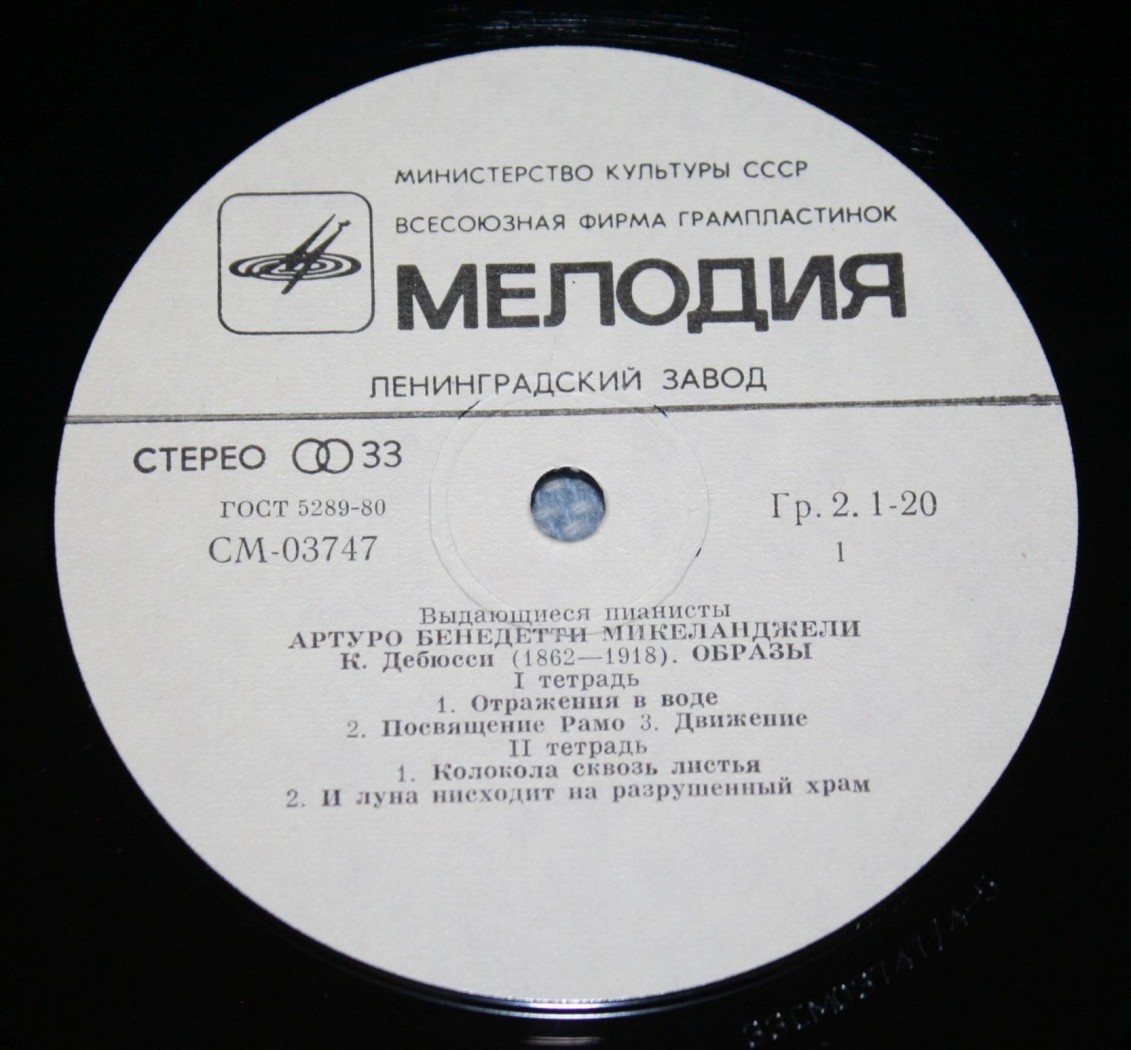 МИНИСТЕРСТВО КУЛЬТУРЫ СССР
ВСЕСОЮЗНАЯ ФИРМА ГРАМПЛАСТИНОК
МЕЛОДИЯ
ЛЕНИНГРАДСКИЙ ЗАВОД
СТЕРЕО 33
ГОСТ 5289-80
СМ-03747
Гр. 2. 1-20
1
Выдающиеся пианисты
АРТУРО БЕНЕДЕТТИ МИКЕЛАНДЖЕЛИ
К. Дебюсси (1862—1918). ОБРАЗЫ
I тетрадь
1. Отражения в воде
2. Посвящение Рамо 3. Движение
II тетрадь
1. Колокола сквозь листья
2. И луна нисходит на разрушенный храм